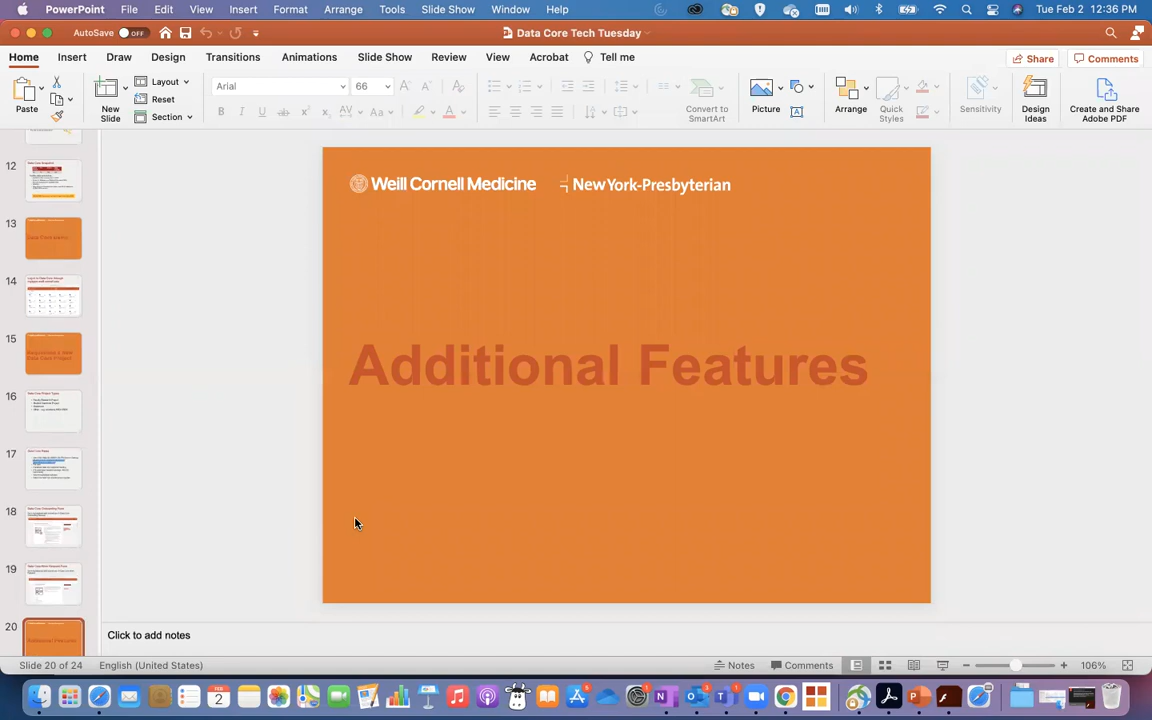 PowerPoint File Edit View Insert Format Arrange Tools Slide Show Window Help Tue Feb 2 12:36 PM
AutoSave OFF Data Core Tech Tuesday
Home Insert Draw Design Transitions Animations Slide Show Review View Acrobat Tell me Share Comments
Paste New Slide Layout Reset Section Arial 66 Convert to SmartArt Picture Arrange Quick Styles Sensitivity Design Ideas Create and Share Adobe PDF
12
13
14
15
16
17
18
19
20
Weill Cornell Medicine NewYork-Presbyterian
Additional Features
Click to add notes
Slide 20 of 24 English (United States) Notes Comments 106%